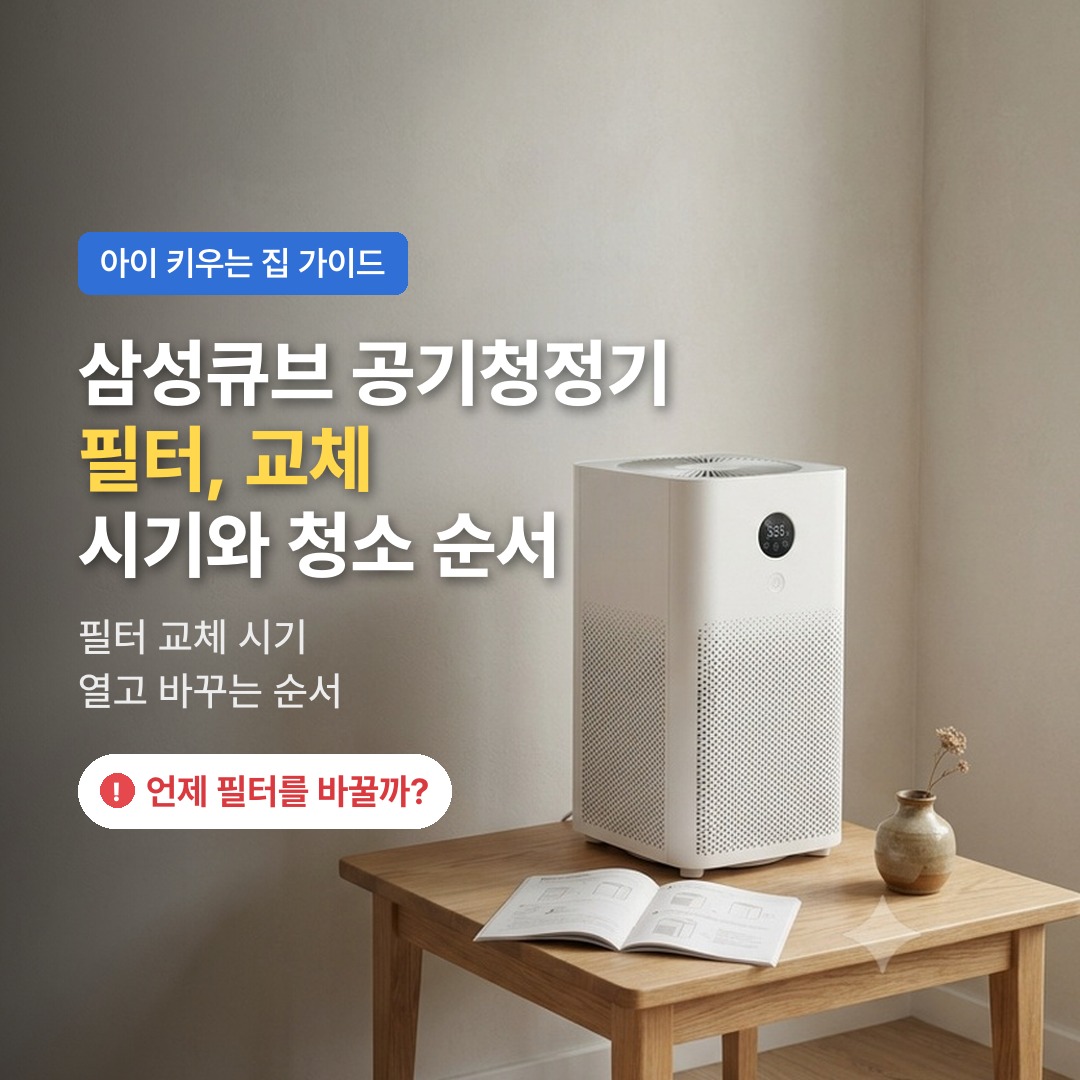 아이 키우는 집 가이드
삼성큐브 공기청정기
필터, 교체
시기와 청소 순서
필터 교체 시기
열고 바꾸는 순서
! 언제 필터를 바꿀까?